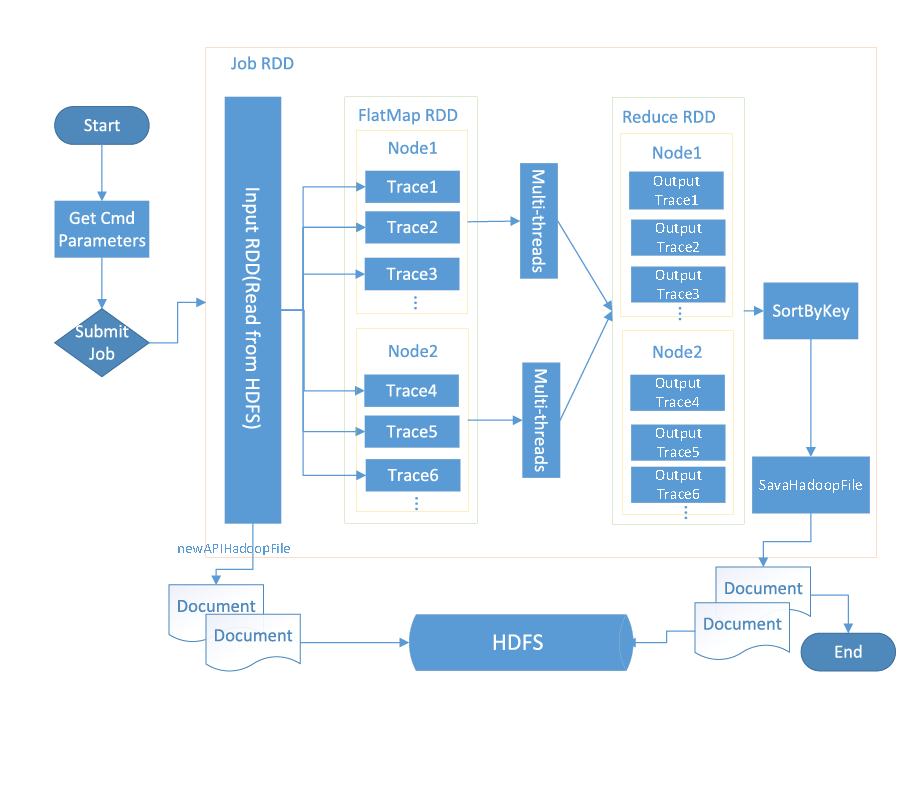 Job RDD
Start
Get Cmd
Parameters
Submit
Job
Input RDD(Read from HDFS)
FlatMap RDD
Node1
Trace1
Trace2
Trace3
...
Node2
Trace4
Trace5
Trace6
...
Multi-threads
Multi-threads
Reduce RDD
Node1
Output
Trace1
Output
Trace2
Output
Trace3
...
Node2
Output
Trace4
Output
Trace5
Output
Trace6
...
SortByKey
SavaHadoopFile
newAPIHadoopFile
Document
Document
HDFS
Document
Document
End